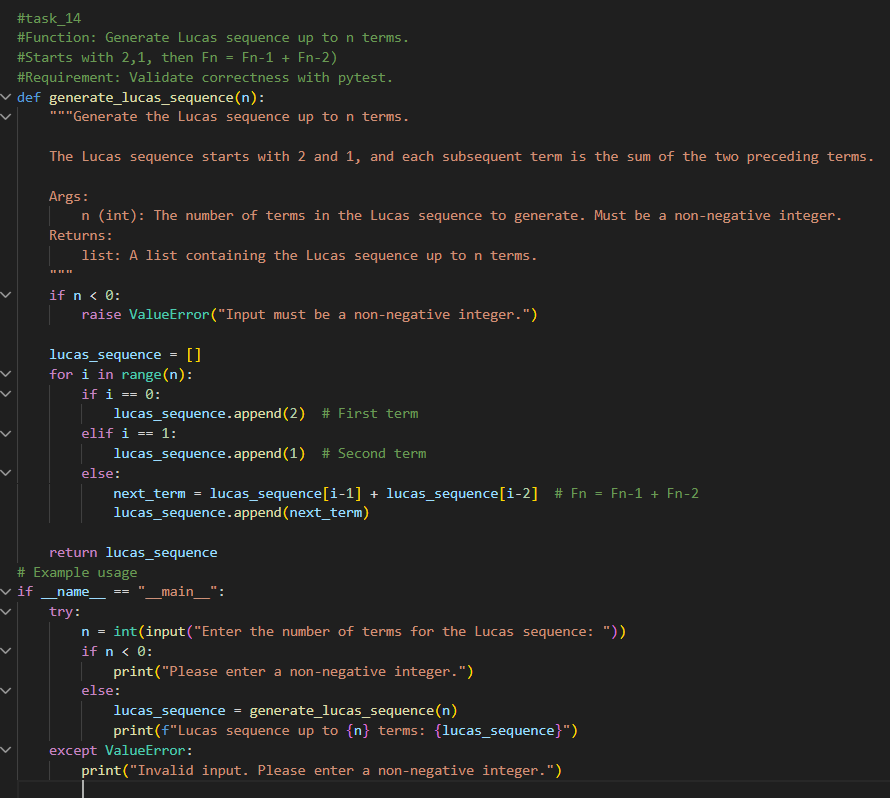 #task_14
#Function: Generate Lucas sequence up to n terms.
#Starts with 2,1, then Fn = Fn-1 + Fn-2)
#Requirement: Validate correctness with pytest.
def generate_lucas_sequence(n):
    """Generate the Lucas sequence up to n terms.

    The Lucas sequence starts with 2 and 1, and each subsequent term is the sum of the two preceding terms.

    Args:
        n (int): The number of terms in the Lucas sequence to generate. Must be a non-negative integer.
    Returns:
        list: A list containing the Lucas sequence up to n terms.
    """
    if n < 0:
        raise ValueError("Input must be a non-negative integer.")

    lucas_sequence = []
    for i in range(n):
        if i == 0:
            lucas_sequence.append(2)  # First term
        elif i == 1:
            lucas_sequence.append(1)  # Second term
        else:
            next_term = lucas_sequence[i-1] + lucas_sequence[i-2]  # Fn = Fn-1 + Fn-2
            lucas_sequence.append(next_term)

    return lucas_sequence
# Example usage
if __name__ == "__main__":
    try:
        n = int(input("Enter the number of terms for the Lucas sequence: "))
        if n < 0:
            print("Please enter a non-negative integer.")
        else:
            lucas_sequence = generate_lucas_sequence(n)
            print(f"Lucas sequence up to {n} terms: {lucas_sequence}")
    except ValueError:
        print("Invalid input. Please enter a non-negative integer.")